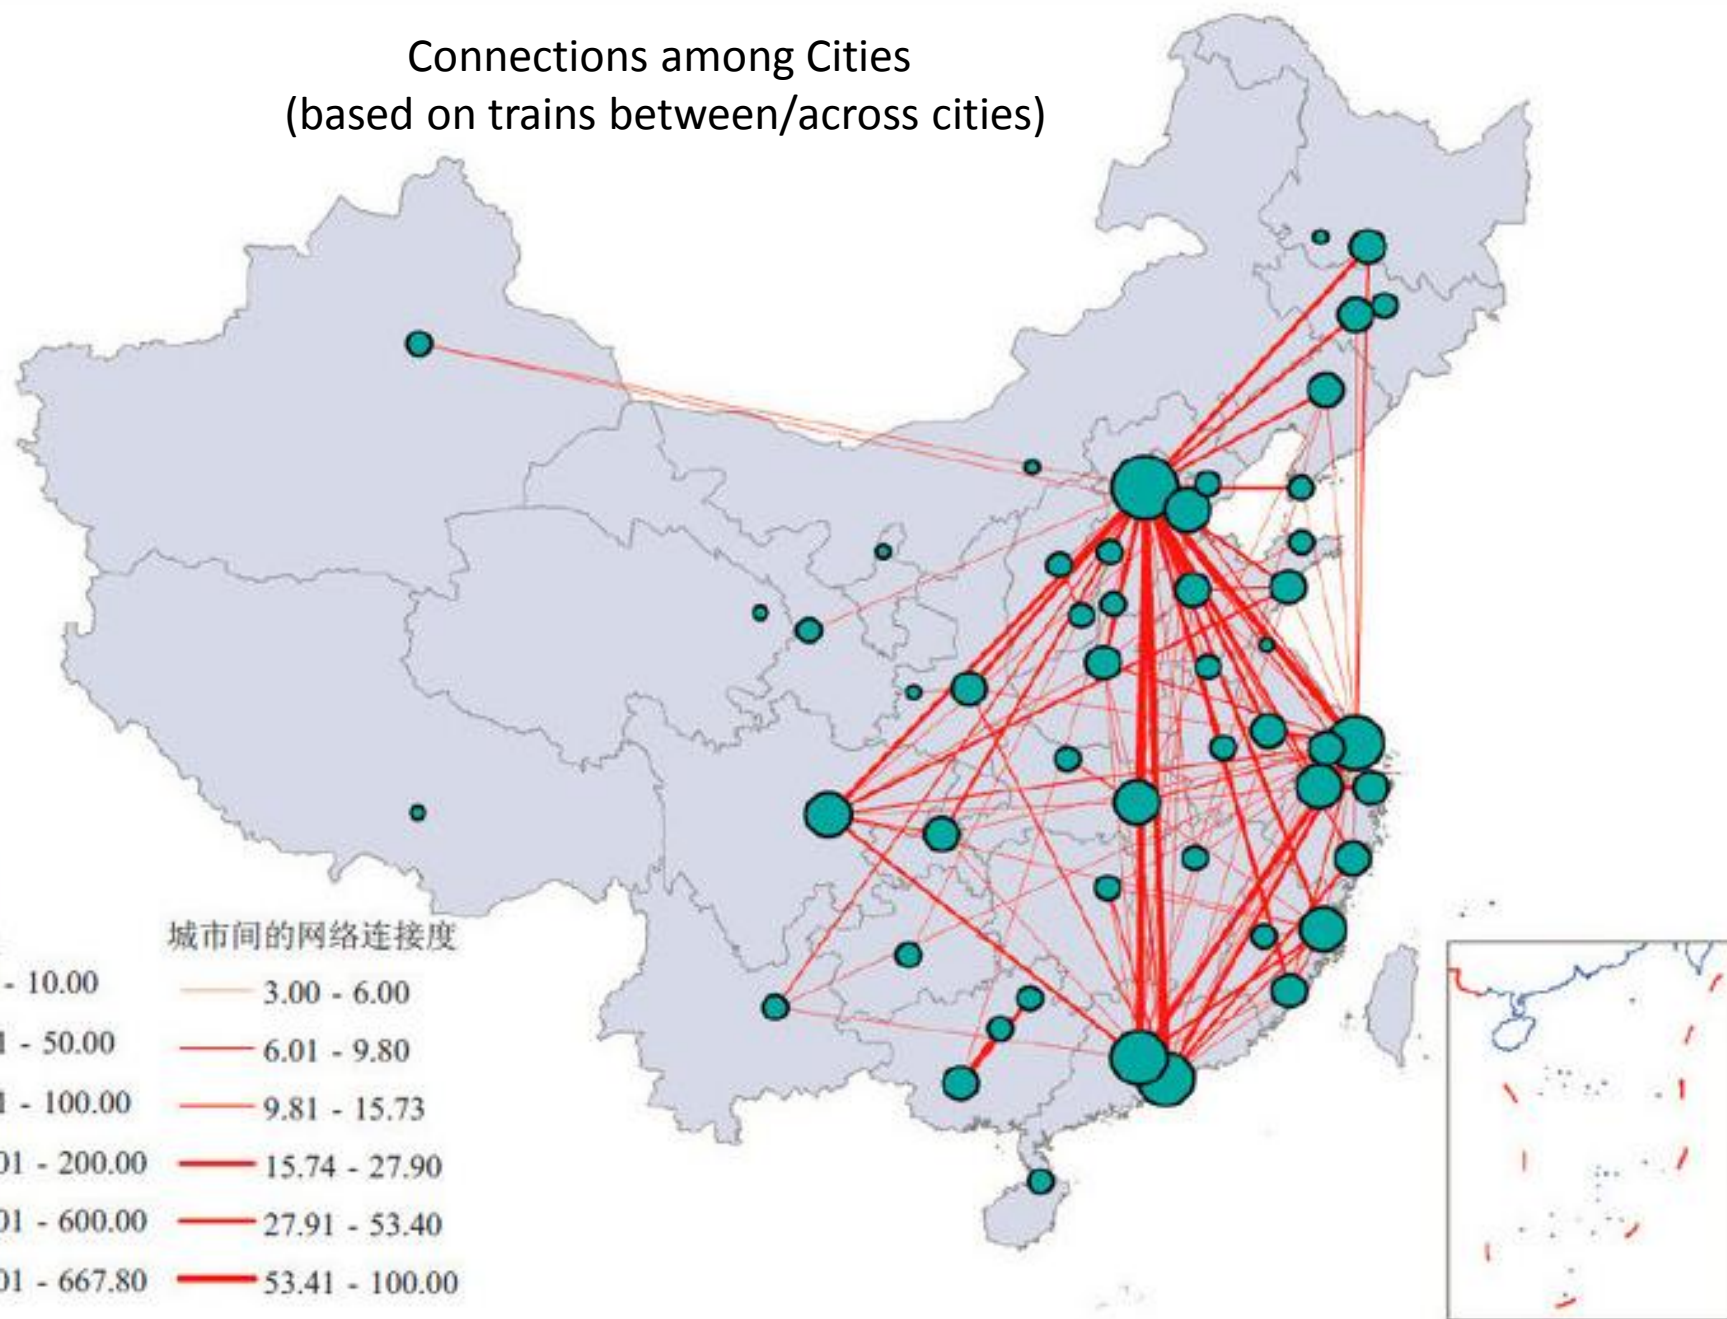 Connections among Cities
(based on trains between/across cities)
城市间的网络连接度
- 10.00
3.00 - 6.00
1 - 50.00
6.01 - 9.80
1 - 100.00
9.81 - 15.73
01 - 200.00
15.74 - 27.90
01 - 600.00
27.91 - 53.40
01 - 667.80
53.41 - 100.00